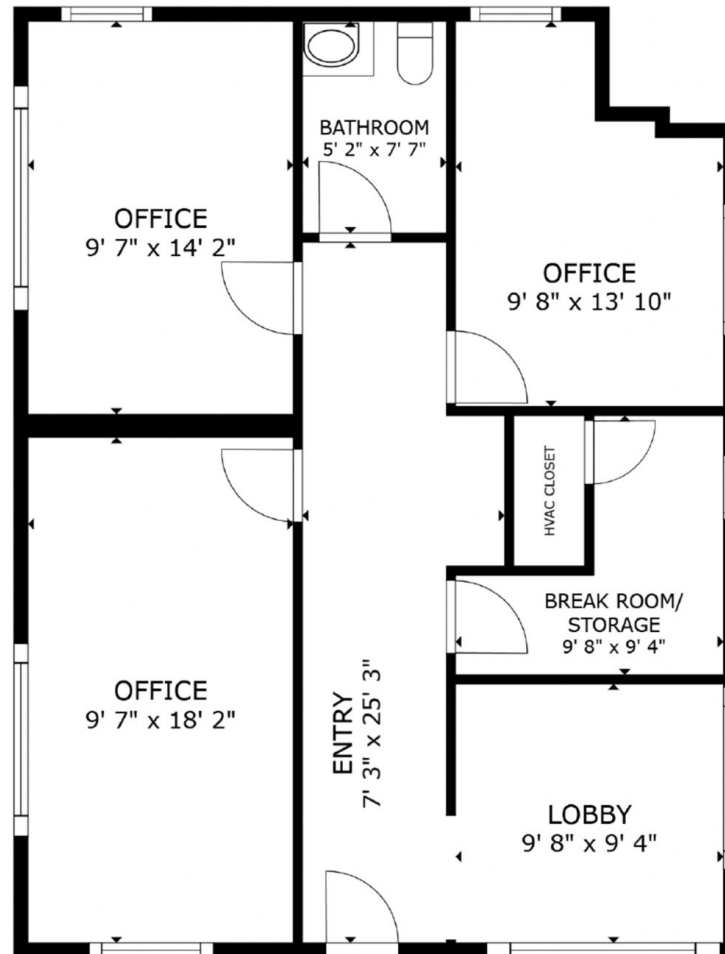 BATHROOM
5' 2" x 7' 7"
OFFICE
9' 7" x 14' 2"
OFFICE
9' 8" x 13' 10"
HVAC CLOSET
BREAK ROOM/
STORAGE
9' 8" x 9' 4"
OFFICE
9' 7" x 18' 2"
ENTRY
7' 3" x 25' 3"
LOBBY
9' 8" x 9' 4"